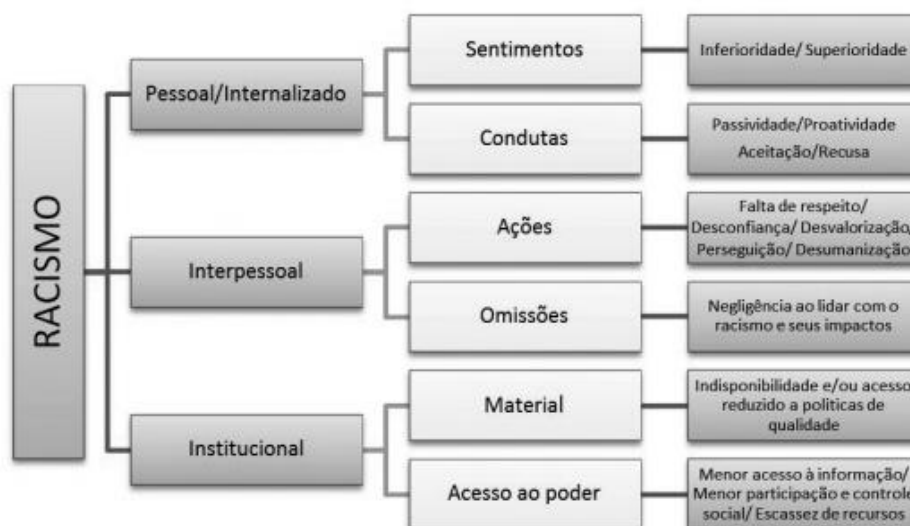 RACISMO
Pessoal/Internalizado
Sentimentos
Inferioridade/ Superioridade
Condutas
Passividade/Proatividade
Aceitação/Recusa
Interpessoal
Ações
Falta de respeito/
Desconfiança/ Desvalorização/
Perseguição/ Desumanização
Omissões
Negligência ao lidar com o
racismo e seus impactos
Institucional
Material
Indisponibilidade e/ou acesso
reduzido a politicas de
qualidade
Acesso ao poder
Menor acesso à informação/
Menor participação e controle
social/ Escassez de recursos